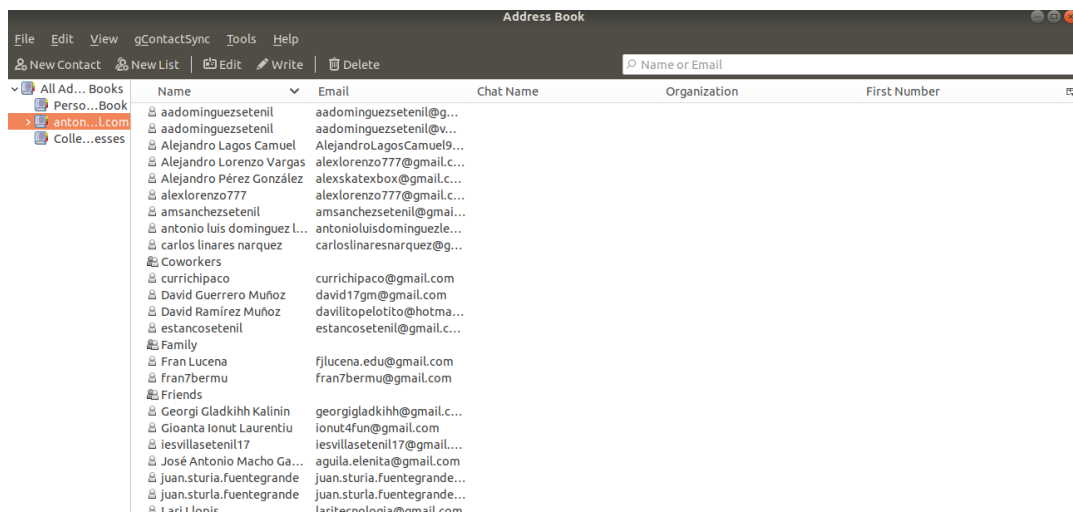 Address Book
File Edit View gContactSync Tools Help
New Contact New List Edit Write Delete Name or Email
All Ad... Books
Perso...Book
anton...l.com
Colle...esses
Name Email Chat Name Organization First Number
aadominguezsetenil aadominguezsetenil@g...
aadominguezsetenil aadominguezsetenil@v...
Alejandro Lagos Camuel AlejandroLagosCamuel9...
Alejandro Lorenzo Vargas alexlorenzo777@gmail.c...
Alejandro Pérez González alexskatexbox@gmail.c...
alexlorenzo777 alexlorenzo777@gmail.c...
amsanchezsetenil amsanchezsetenil@gmai...
antonio luis dominguez l... antonioluisdominguezle...
carlos linares narquez carloslinaresnarquez@g...
Coworkers
currichipaco currichipaco@gmail.com
David Guerrero Muñoz david17gm@gmail.com
David Ramírez Muñoz davilitopelotito@hotma...
estancosetenil estancosetenil@gmail.c...
Family
Fran Lucena fjlucena.edu@gmail.com
fran7bermu fran7bermu@gmail.com
Friends
Georgi Gladkihh Kalinin georgigladkihh@gmail.c...
Gioanta Ionut Laurentiu ionut4fun@gmail.com
iesvillasetenil17 iesvillasetenil17@gmail....
José Antonio Macho Ga... aguila.elenita@gmail.com
juan.sturia.fuentegrande juan.sturia.fuentegrande...
juan.sturla.fuentegrande juan.sturla.fuentegrande...
Lari Llopis laritecnologia@gmail.com